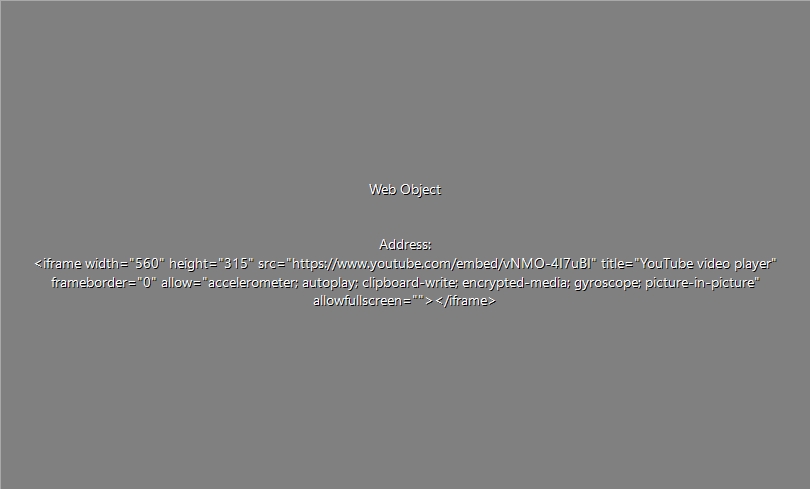 Web Object
Address:
<iframe width="560" height="315" src="https://www.youtube.com/embed/vNMO-4I7uBI" title="YouTube video player"
frameborder="0" allow="accelerometer; autoplay; clipboard-write; encrypted-media; gyroscope; picture-in-picture"
allowfullscreen=""></iframe>